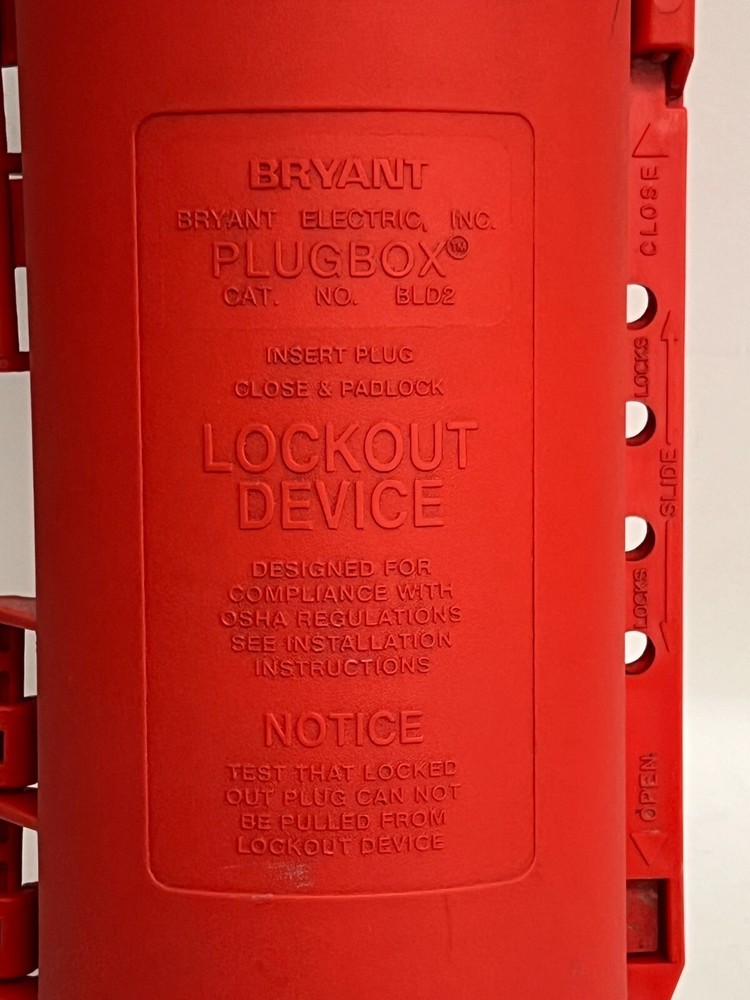 BRYANT
BRYANT ELECTRIC, INC.
PLUGBOX™
CAT. NO. BLD2
INSERT PLUG
CLOSE & PADLOCK
LOCKOUT
DEVICE
DESIGNED FOR
COMPLIANCE WITH
OSHA REGULATIONS
SEE INSTALLATION
INSTRUCTIONS
NOTICE
TEST THAT LOCKED
OUT PLUG CAN NOT
BE PULLED FROM
LOCKOUT DEVICE
CLOSE
LOCKS
SLIDE
LOCKS
OPEN